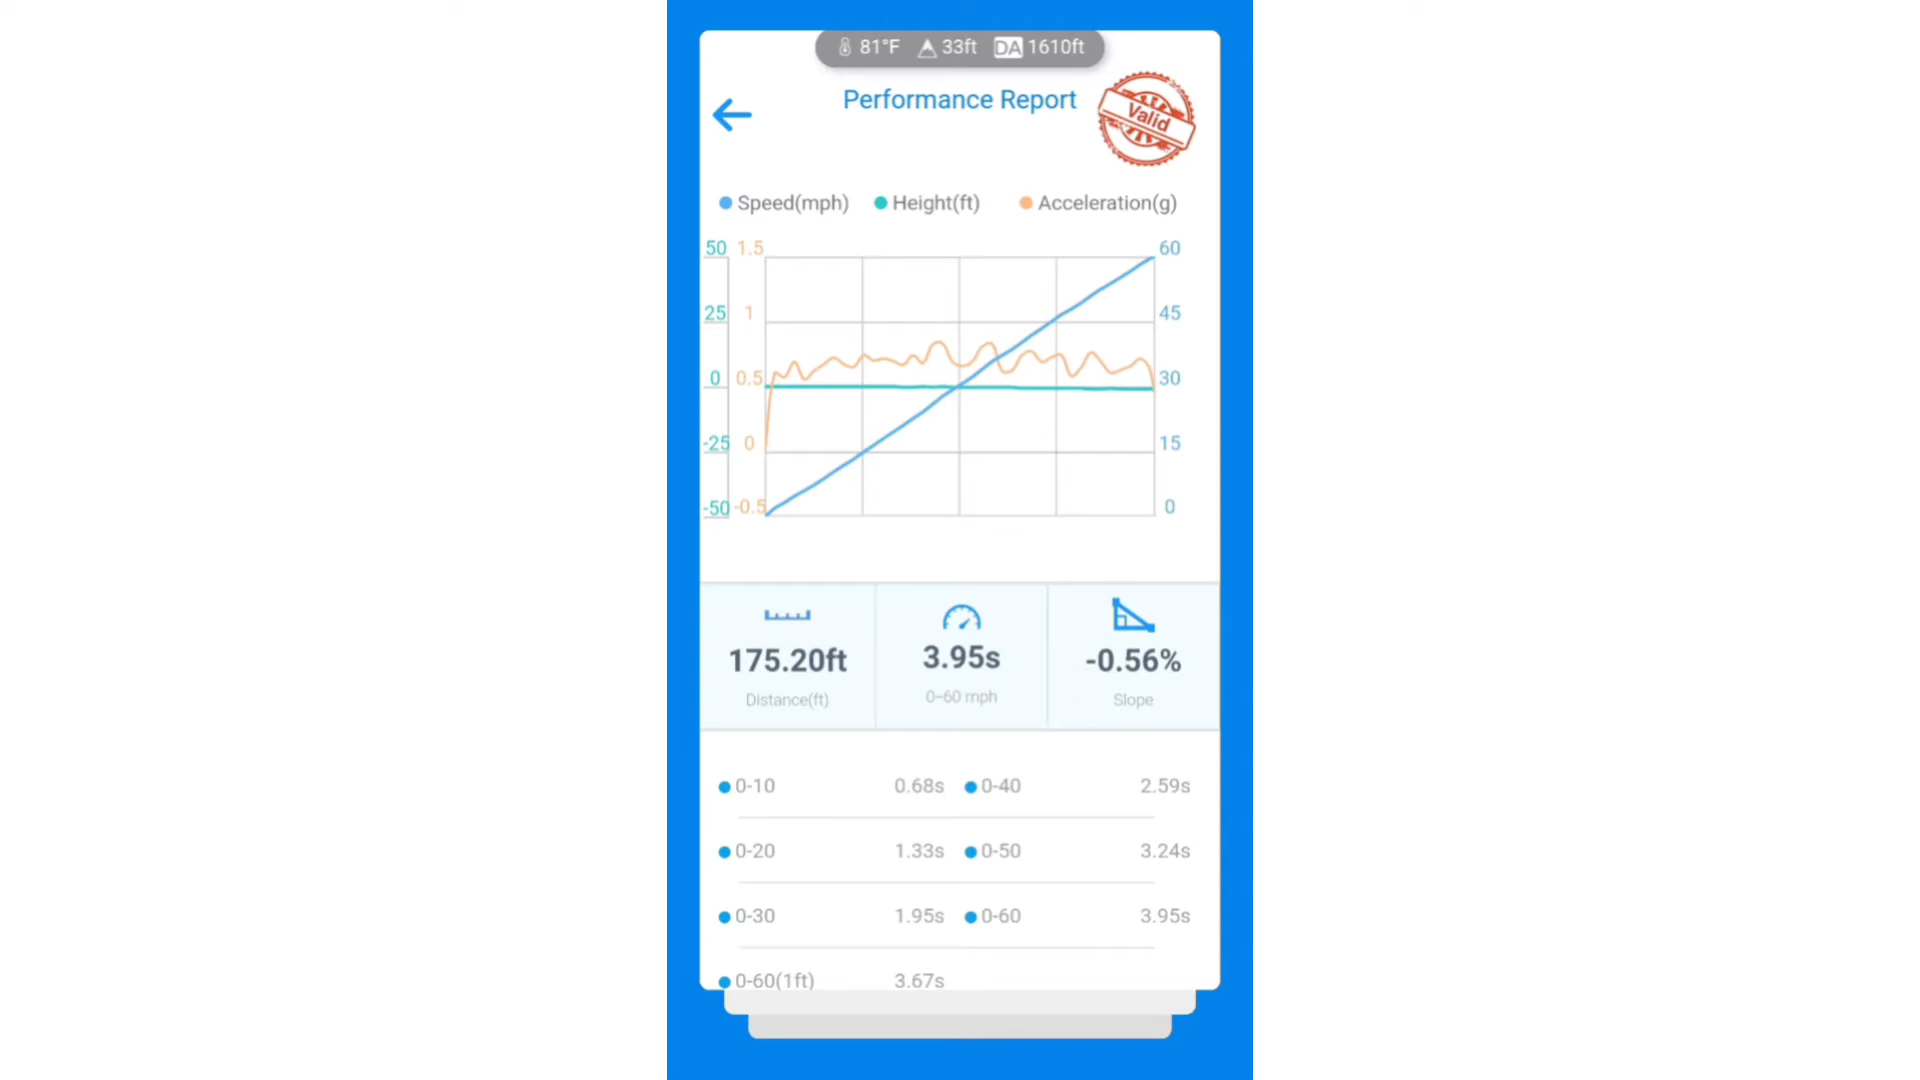 81°F 33ft DA 1610ft
Performance Report
Valid
Speed(mph) Height(ft) Acceleration(g)
50 1.5 60
25 1 45
0 0.5 30
-25 0 15
-50 -0.5 0
175.20ft 3.95s -0.56%
Distance(ft) 0-60 mph Slope
0-10 0.68s 0-40 2.59s
0-20 1.33s 0-50 3.24s
0-30 1.95s 0-60 3.95s
0-60(1ft) 3.67s